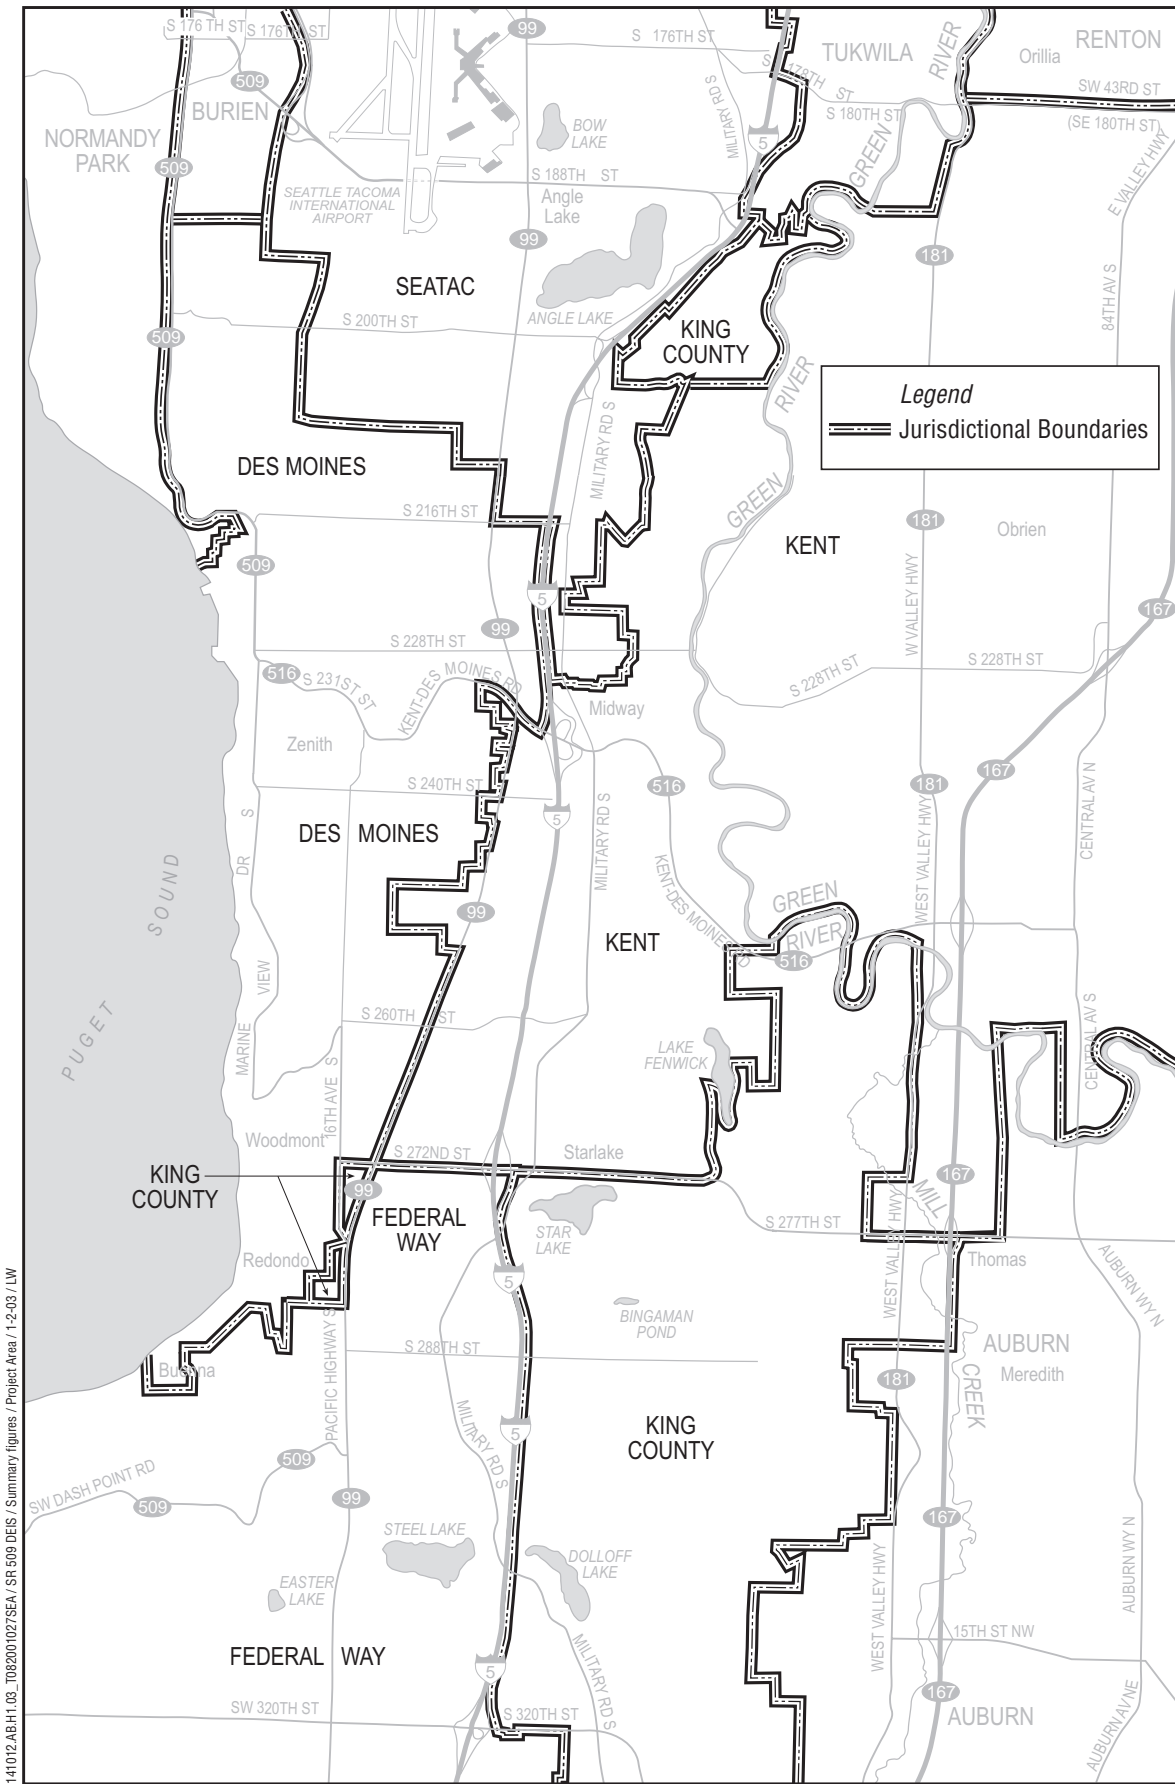 S 176 TH ST
S 176TH ST
99
S 176TH ST
TUKWILA
RIVER
RENTON
Orillia
509
BURIEN
S 178TH ST
SW 43RD ST
MILITARY RD S
S 180TH ST
(SE 180TH ST)
NORMANDY
PARK
BOW
LAKE
5
GREEN
E VALLEY HWY
509
S 188TH ST
SEATTLE TACOMA
INTERNATIONAL
AIRPORT
Angle
Lake
99
181
SEATAC
84TH AV S
ANGLE LAKE
S 200TH ST
509
KING
COUNTY
RIVER
Legend
Jurisdictional Boundaries
MILITARY RD S
DES MOINES
GREEN
S 216TH ST
181
Obrien
KENT
509
W VALLEY HWY
5
167
99
S 228TH ST
S 228TH ST
S 228TH ST
516
S 231ST ST
KENT-DES MOINES RD
Midway
Zenith
167
S 240TH ST
516
181
CENTRAL AV N
S
5
MILITARY RD S
WEST VALLEY HWY
DES MOINES
DR
SOUND
KENT-DES MOINES RD
GREEN
RIVER
99
KENT
516
VIEW
PUGET
S 260TH ST
MARINE
LAKE
FENWICK
CENTRAL AV S
16TH AVE S
Woodmont
S 272ND ST
Starlake
KING
COUNTY
99
167
MILL
FEDERAL
WAY
STAR
LAKE
S 277TH ST
WEST VALLEY HWY
Redondo
Thomas
AUBURN WY N
5
BINGAMAN
POND
PACIFIC HIGHWAY S
S 288TH ST
AUBURN
Meredith
Buenna
181
CREEK
MILITARY RD S
5
KING
COUNTY
509
SW DASH POINT RD
509
99
167
STEEL LAKE
DOLLOFF
LAKE
EASTER
LAKE
WEST VALLEY HWY
AUBURN WY N
15TH ST NW
FEDERAL WAY
5
MILITARY RD S
167
SW 320TH ST
S 320TH ST
AUBURN
AUBURN AV NE
141012.AB.H1.03_T082001027SEA / SR 509 DEIS / Summary figures / Project Area / 1-2-03 / LW